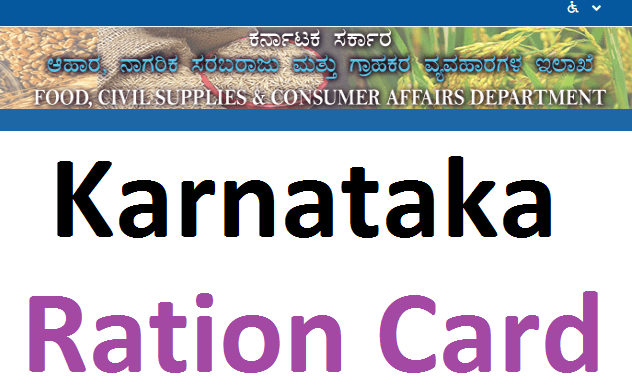 ಕರ್ನಾಟಕ ಸರ್ಕಾರ
ಆಹಾರ, ನಾಗರಿಕ ಸರಬರಾಜು ಮತ್ತು ಗ್ರಾಹಕರ ವ್ಯವಹಾರಗಳ ಇಲಾಖೆ
FOOD, CIVIL SUPPLIES & CONSUMER AFFAIRS DEPARTMENT
Karnataka
Ration Card